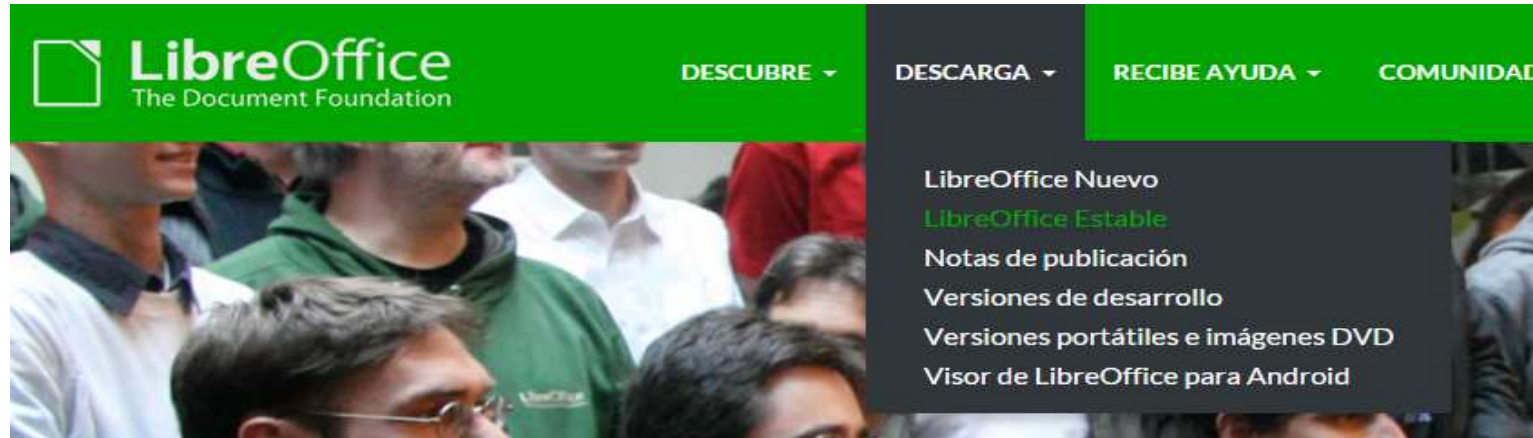 LibreOffice
The Document Foundation
DESCUBRE
DESCARGA
RECIBE AYUDA
COMUNIDAD
LibreOffice Nuevo
LibreOffice Estable
Notas de publicación
Versiones de desarrollo
Versiones portátiles e imágenes DVD
Visor de LibreOffice para Android
LibreOffice